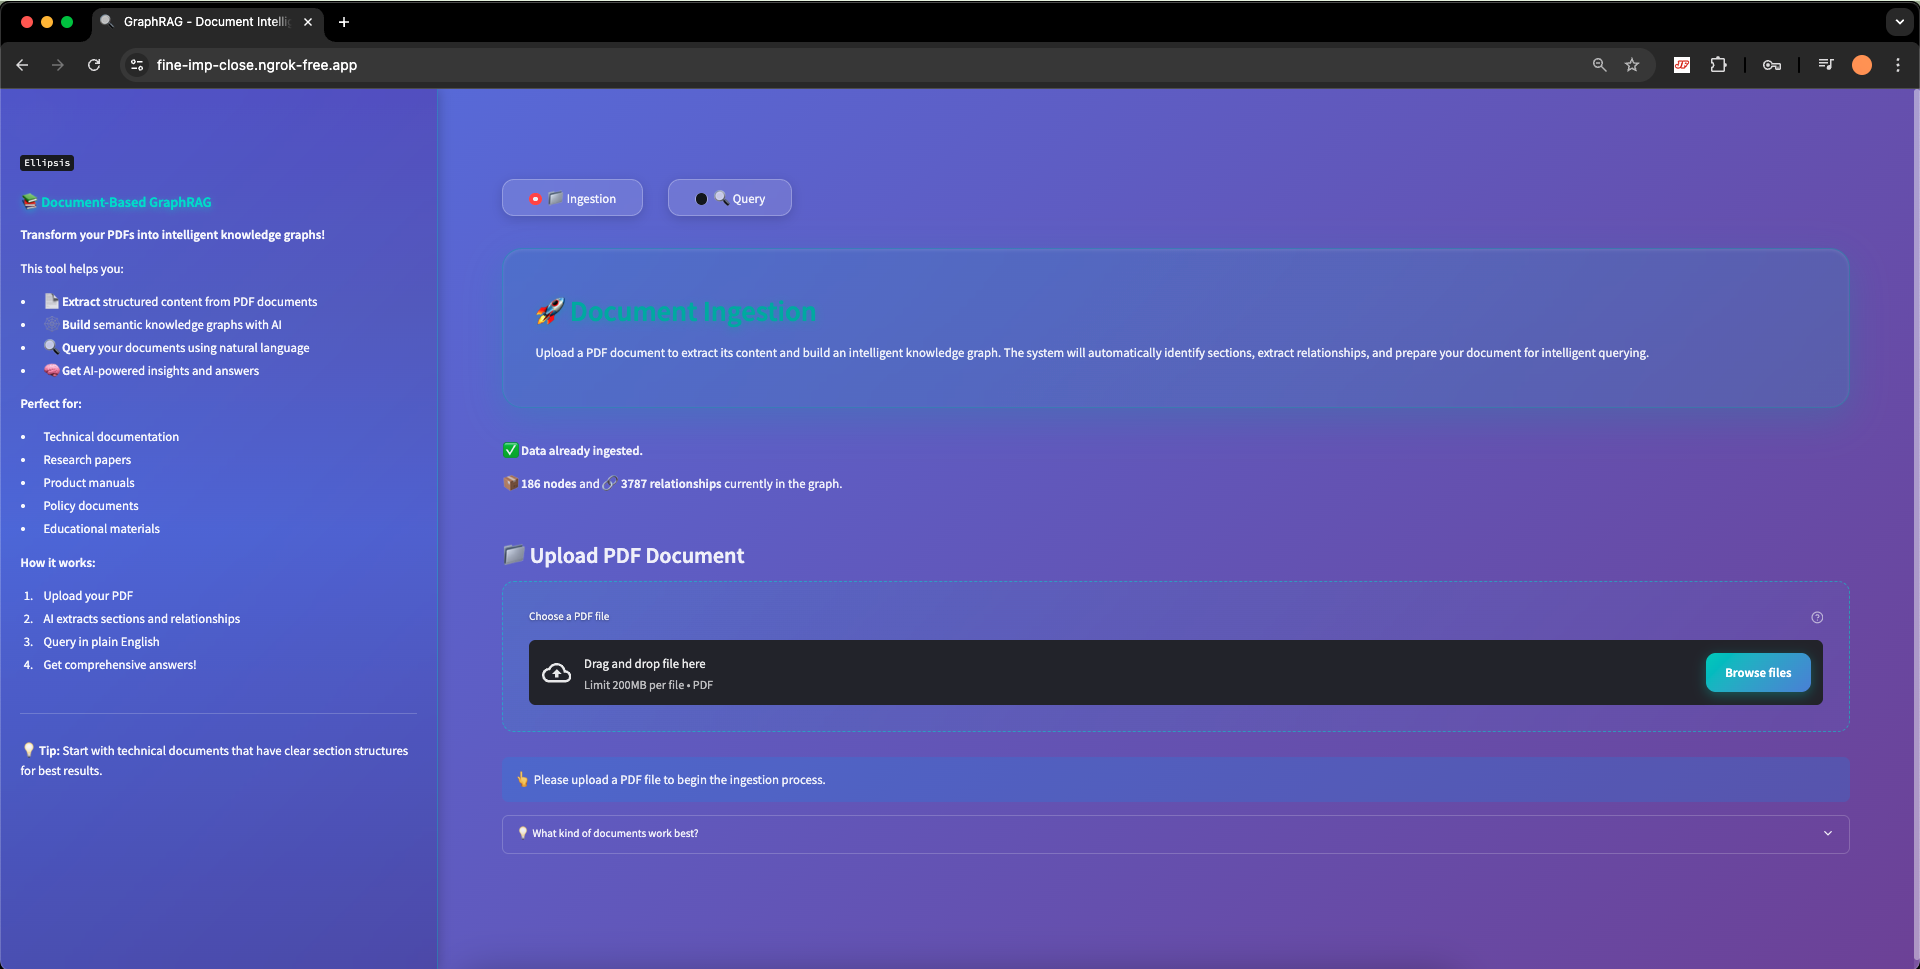 GraphRAG - Document Intelli
fine-imp-close.ngrok-free.app
Ellipsis
Document-Based GraphRAG
Transform your PDFs into intelligent knowledge graphs!
This tool helps you:
• Extract structured content from PDF documents
• Build semantic knowledge graphs with AI
• Query your documents using natural language
• Get AI-powered insights and answers
Perfect for:
• Technical documentation
• Research papers
• Product manuals
• Policy documents
• Educational materials
How it works:
1. Upload your PDF
2. AI extracts sections and relationships
3. Query in plain English
4. Get comprehensive answers!
Tip: Start with technical documents that have clear section structures
for best results.
Ingestion
Query
Document Ingestion
Upload a PDF document to extract its content and build an intelligent knowledge graph. The system will automatically identify sections, extract relationships, and prepare your document for intelligent querying.
Data already ingested.
186 nodes and 3787 relationships currently in the graph.
Upload PDF Document
Choose a PDF file
Drag and drop file here
Limit 200MB per file • PDF
Browse files
Please upload a PDF file to begin the ingestion process.
What kind of documents work best?